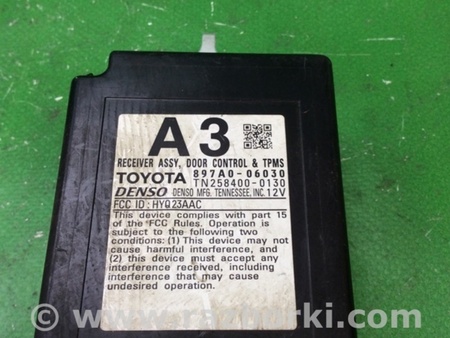 A3
RECEIVER ASSY, DOOR CONTROL & TPMS
TOYOTA 897A0-06030
TN258400-0130
DENSO DENSO MFG. TENNESSEE, INC. 12V
FCC ID : HYQ23AAC
This device complies with part 15
of the FCC Rules. Operation is
subject to the following two
conditions: (1) This device may not
cause harmful interference, and
(2) this device must accept any
interference received, including
interference that may cause
undesired operation.
© www.razborki.com